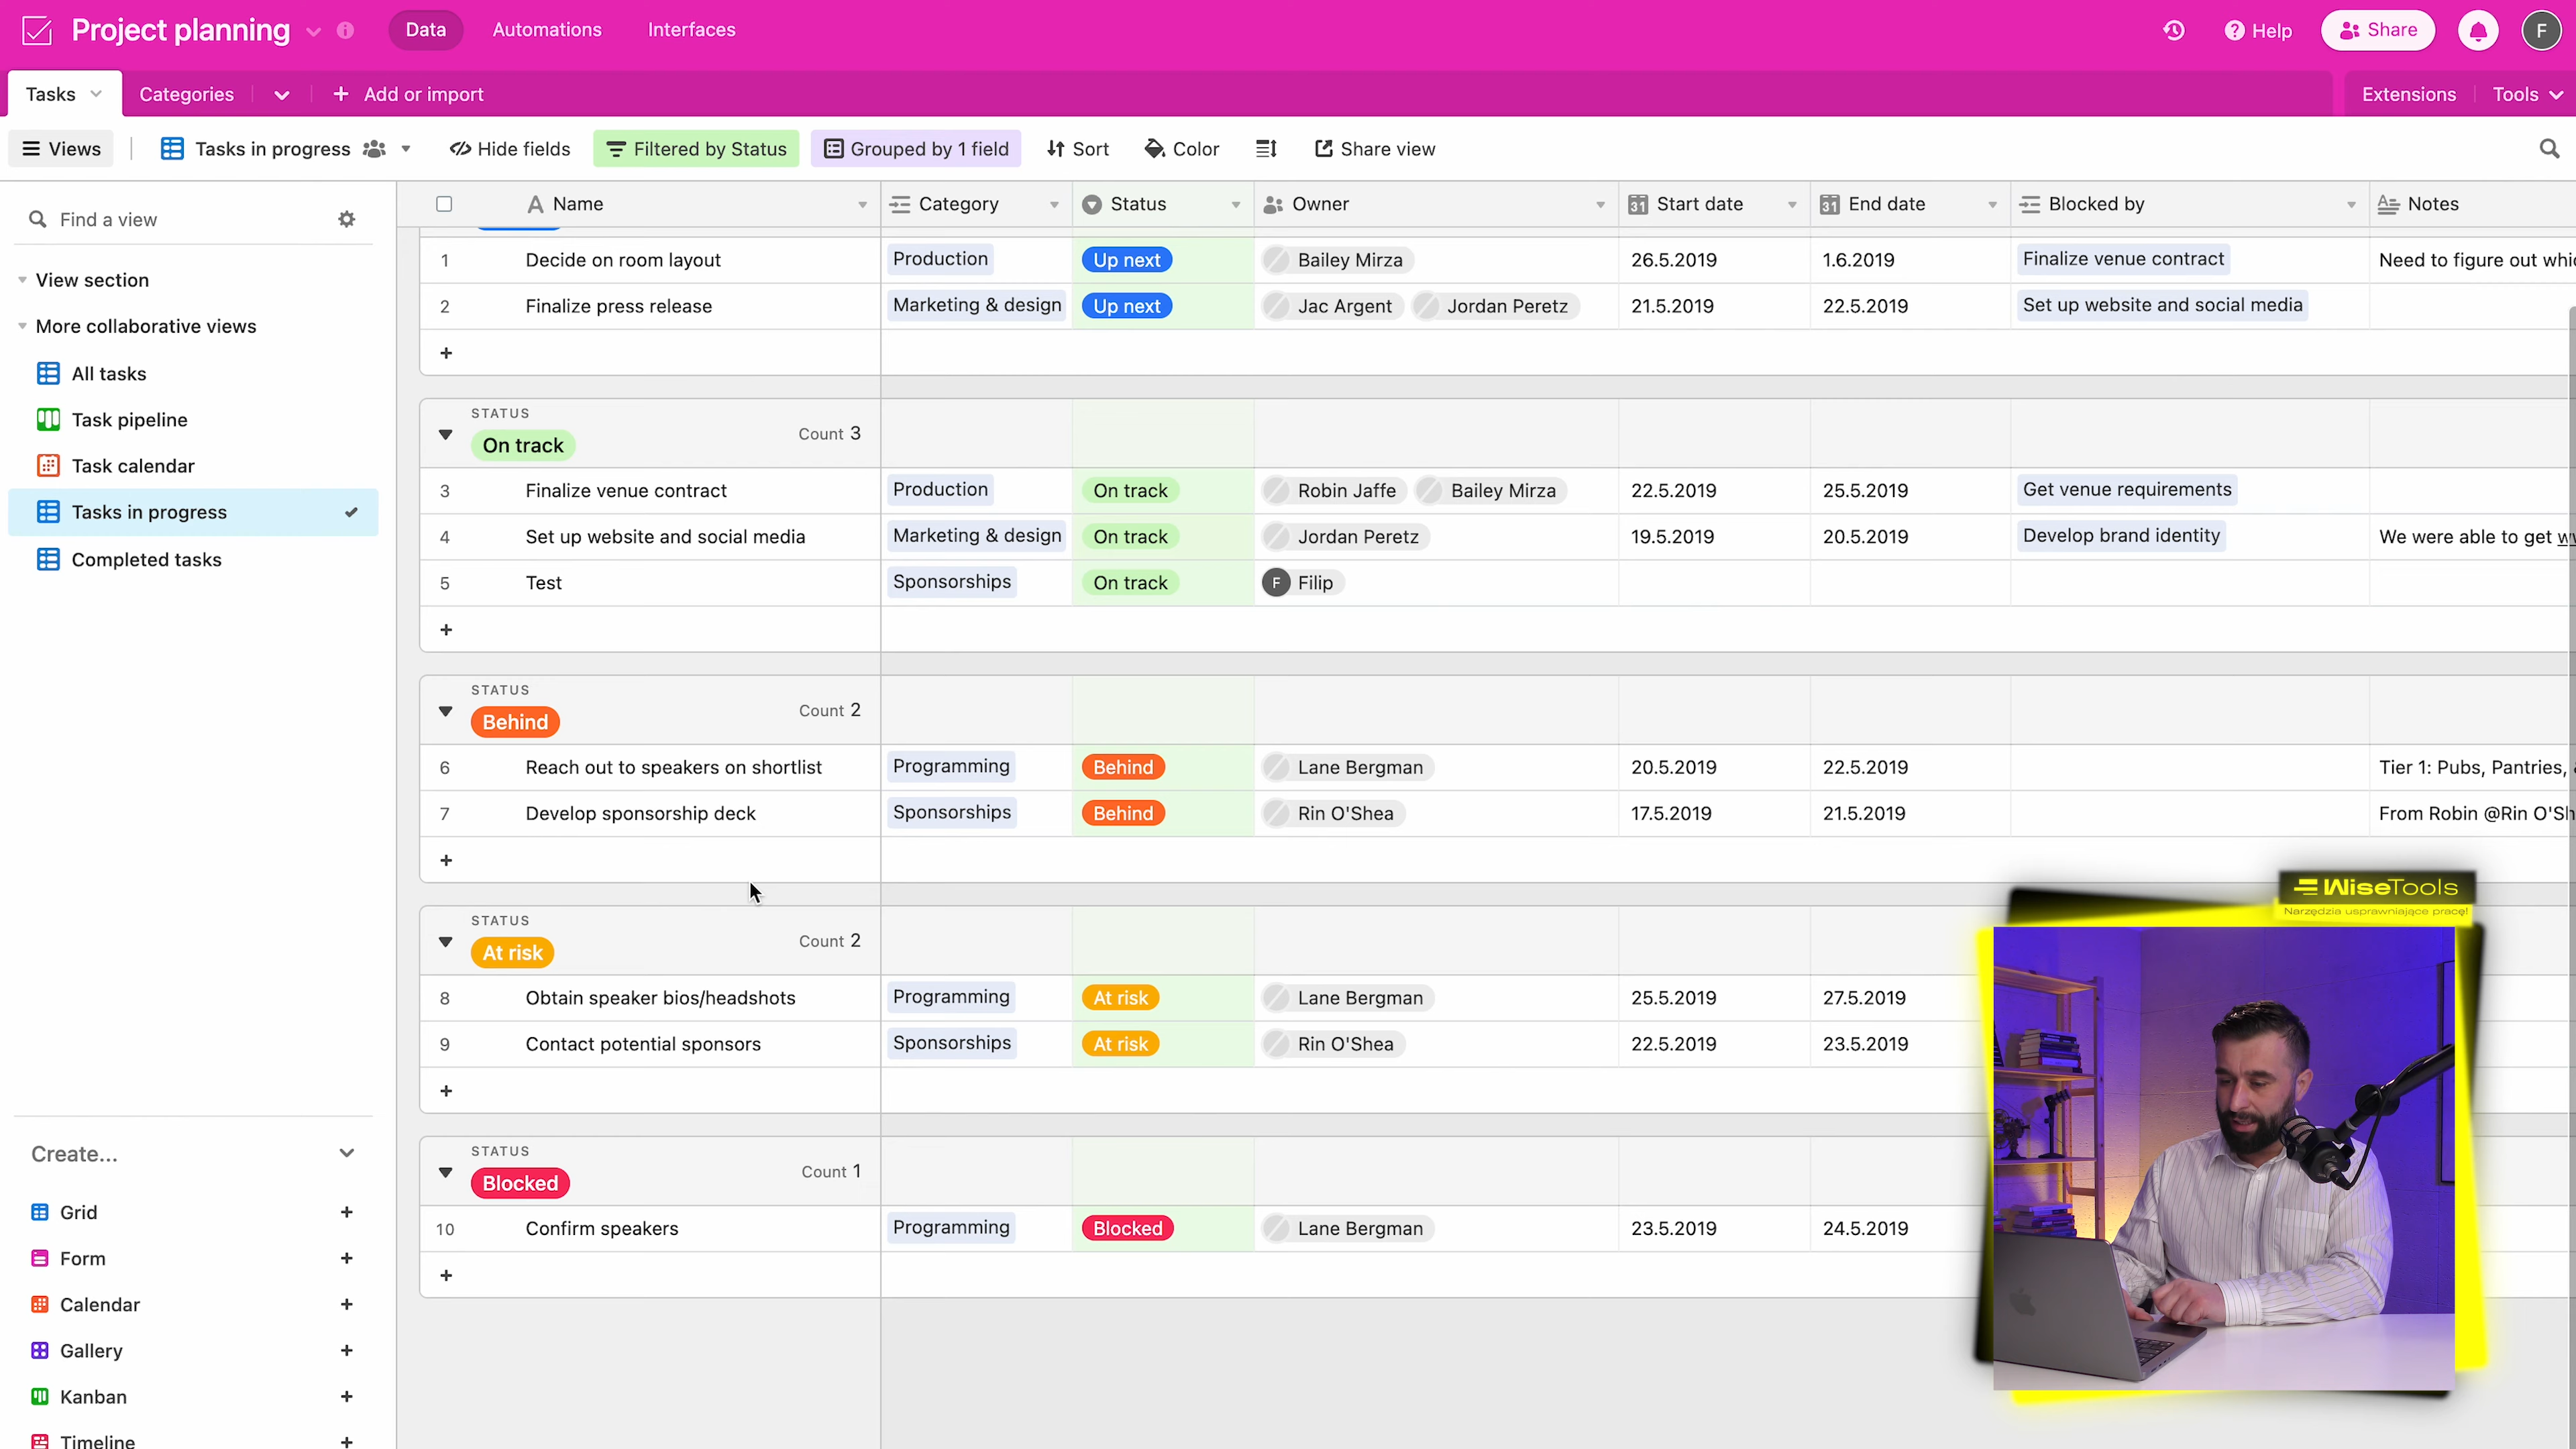 Project planning Data Automations Interfaces Help Share F
Tasks Categories + Add or import Extensions Tools
Views Tasks in progress Hide fields Filtered by Status Grouped by 1 field Sort Color Share view
Find a view
View section
More collaborative views
All tasks
Task pipeline
Task calendar
Tasks in progress
Completed tasks
Create...
Grid +
Form +
Calendar +
Gallery +
Kanban +
Timeline +
Name Category Status Owner 31 Start date 31 End date Blocked by Notes
1 Decide on room layout Production Up next Bailey Mirza 26.5.2019 1.6.2019 Finalize venue contract Need to figure out
2 Finalize press release Marketing & design Up next Jac Argent Jordan Peretz 21.5.2019 22.5.2019 Set up website and social media
+
STATUS
On track Count 3
3 Finalize venue contract Production On track Robin Jaffe Bailey Mirza 22.5.2019 25.5.2019 Get venue requirements
4 Set up website and social media Marketing & design On track Jordan Peretz 19.5.2019 20.5.2019 Develop brand identity We were able to get
5 Test Sponsorships On track F Filip
+
STATUS
Behind Count 2
6 Reach out to speakers on shortlist Programming Behind Lane Bergman 20.5.2019 22.5.2019 Tier 1: Pubs, Pantries,
7 Develop sponsorship deck Sponsorships Behind Rin O'Shea 17.5.2019 21.5.2019 From Robin @Rin O'Sh
+
STATUS
At risk Count 2
8 Obtain speaker bios/headshots Programming At risk Lane Bergman 25.5.2019 27.5.2019
9 Contact potential sponsors Sponsorships At risk Rin O'Shea 22.5.2019 23.5.2019
+
STATUS
Blocked Count 1
10 Confirm speakers Programming Blocked Lane Bergman 23.5.2019 24.5.2019
+
WiseTools
Narzędzia usprawniające pracę!